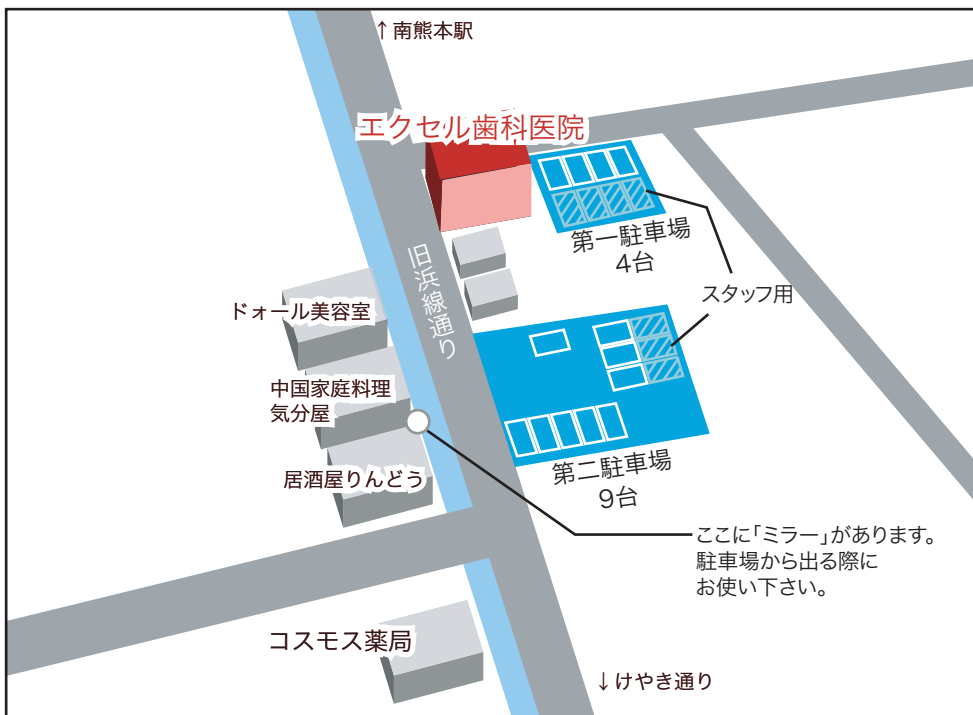 ↑南熊本駅
エクセル歯科医院
第一駐車場
4台
スタッフ用
旧浜線通り
ドォール美容室
中国家庭料理
気分屋
居酒屋りんどう
第二駐車場
9台
ここに「ミラー」があります。
駐車場から出る際に
お使い下さい。
コスモス薬局
↓けやき通り